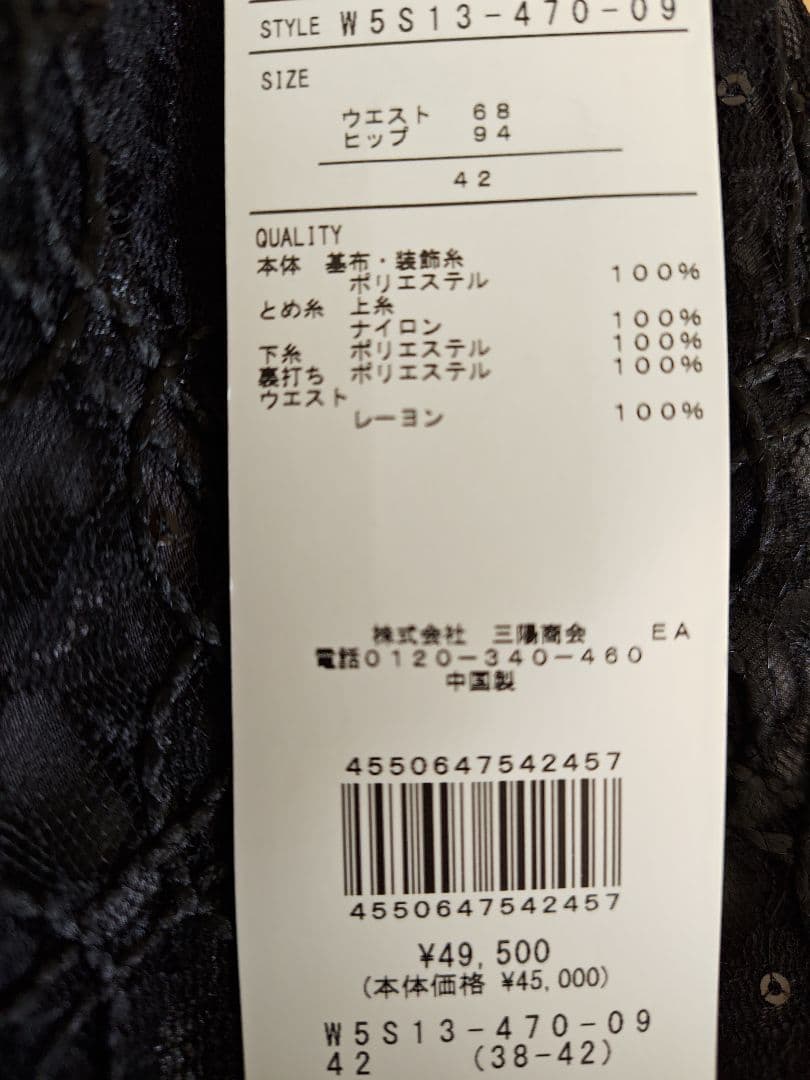 STYLE W5S13-470-09
SIZE
ウエスト 68
ヒップ 94
42
QUALITY
本体 基布・装飾糸
ポリエステル 100%
とめ糸 上糸
ナイロン 100%
下糸 ポリエステル 100%
裏打ち ポリエステル 100%
ウエスト
レーヨン 100%
株式会社 三陽商会 EA
電話0120-340-460
中国製
4550647542457
4550647542457
¥49,500
(本体価格 ¥45,000)
W5S13-470-09
42 (38-42)